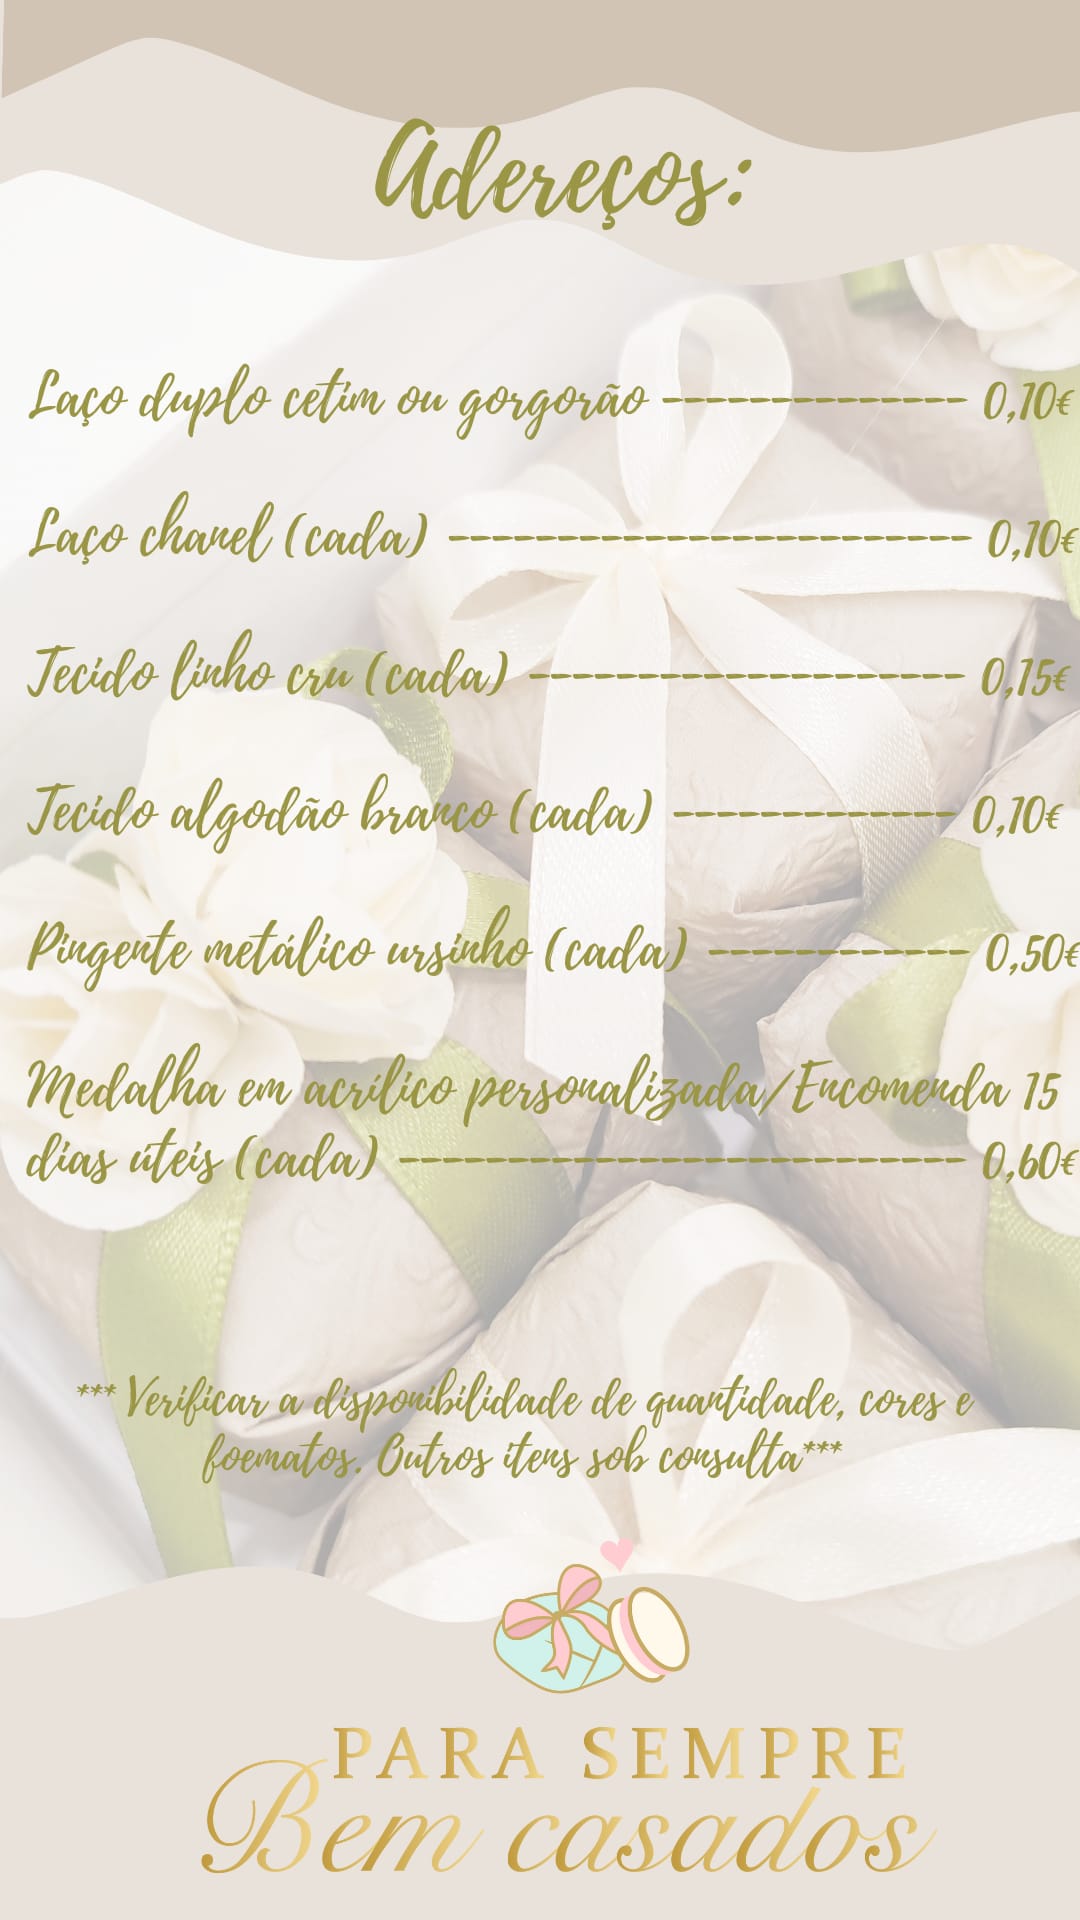 Adereços:
Laço duplo cetim ou gorgorão -------------- 0,10€
Laço chanel (cada) ------------------------ 0,10€
Tecido linho cru (cada) -------------------- 0,15€
Tecido algodão branco (cada) ------------- 0,10€
Pingente metálico ursinho (cada) ------------ 0,50€
Medalha em acrílico personalizada/Encomenda 15
dias úteis (cada) -------------------------- 0,60€
*** Verificar a disponibilidade de quantidade, cores e
foematos. Outros itens sob consulta***
PARA SEMPRE
Bem casados